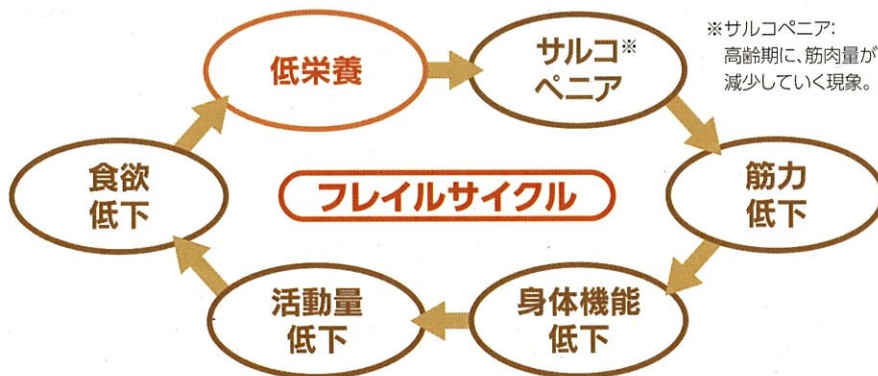 低栄養
サルコ※
ペニア
※サルコペニア:
高齢期に、筋肉量が
減少していく現象。
食欲
低下
フレイルサイクル
筋力
低下
活動量
低下
身体機能
低下